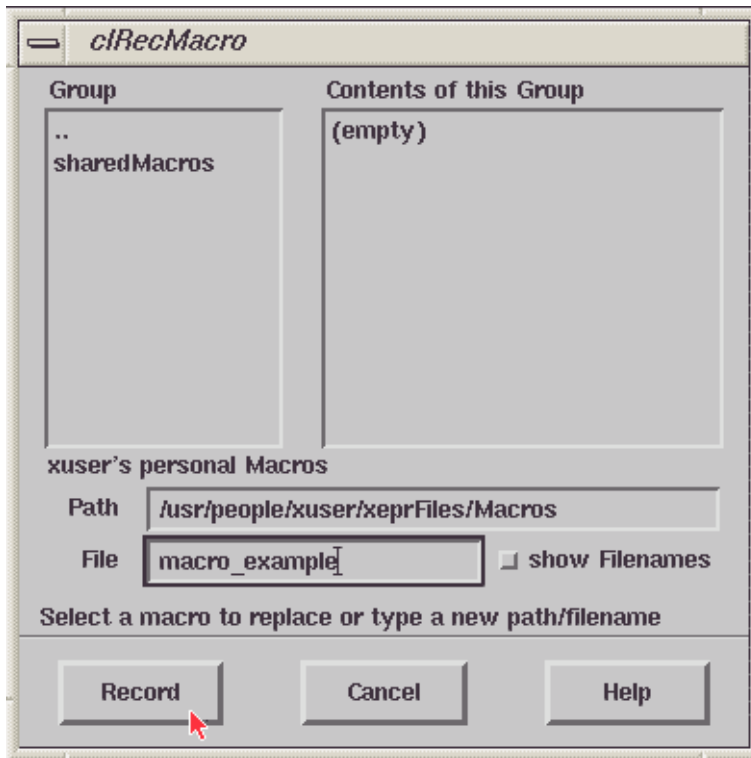 clRecMacro
Group
Contents of this Group
..
sharedMacros
(empty)
xuser's personal Macros
Path /usr/people/xuser/xeprFiles/Macros
File macro_example show Filenames
Select a macro to replace or type a new path/filename
Record Cancel Help